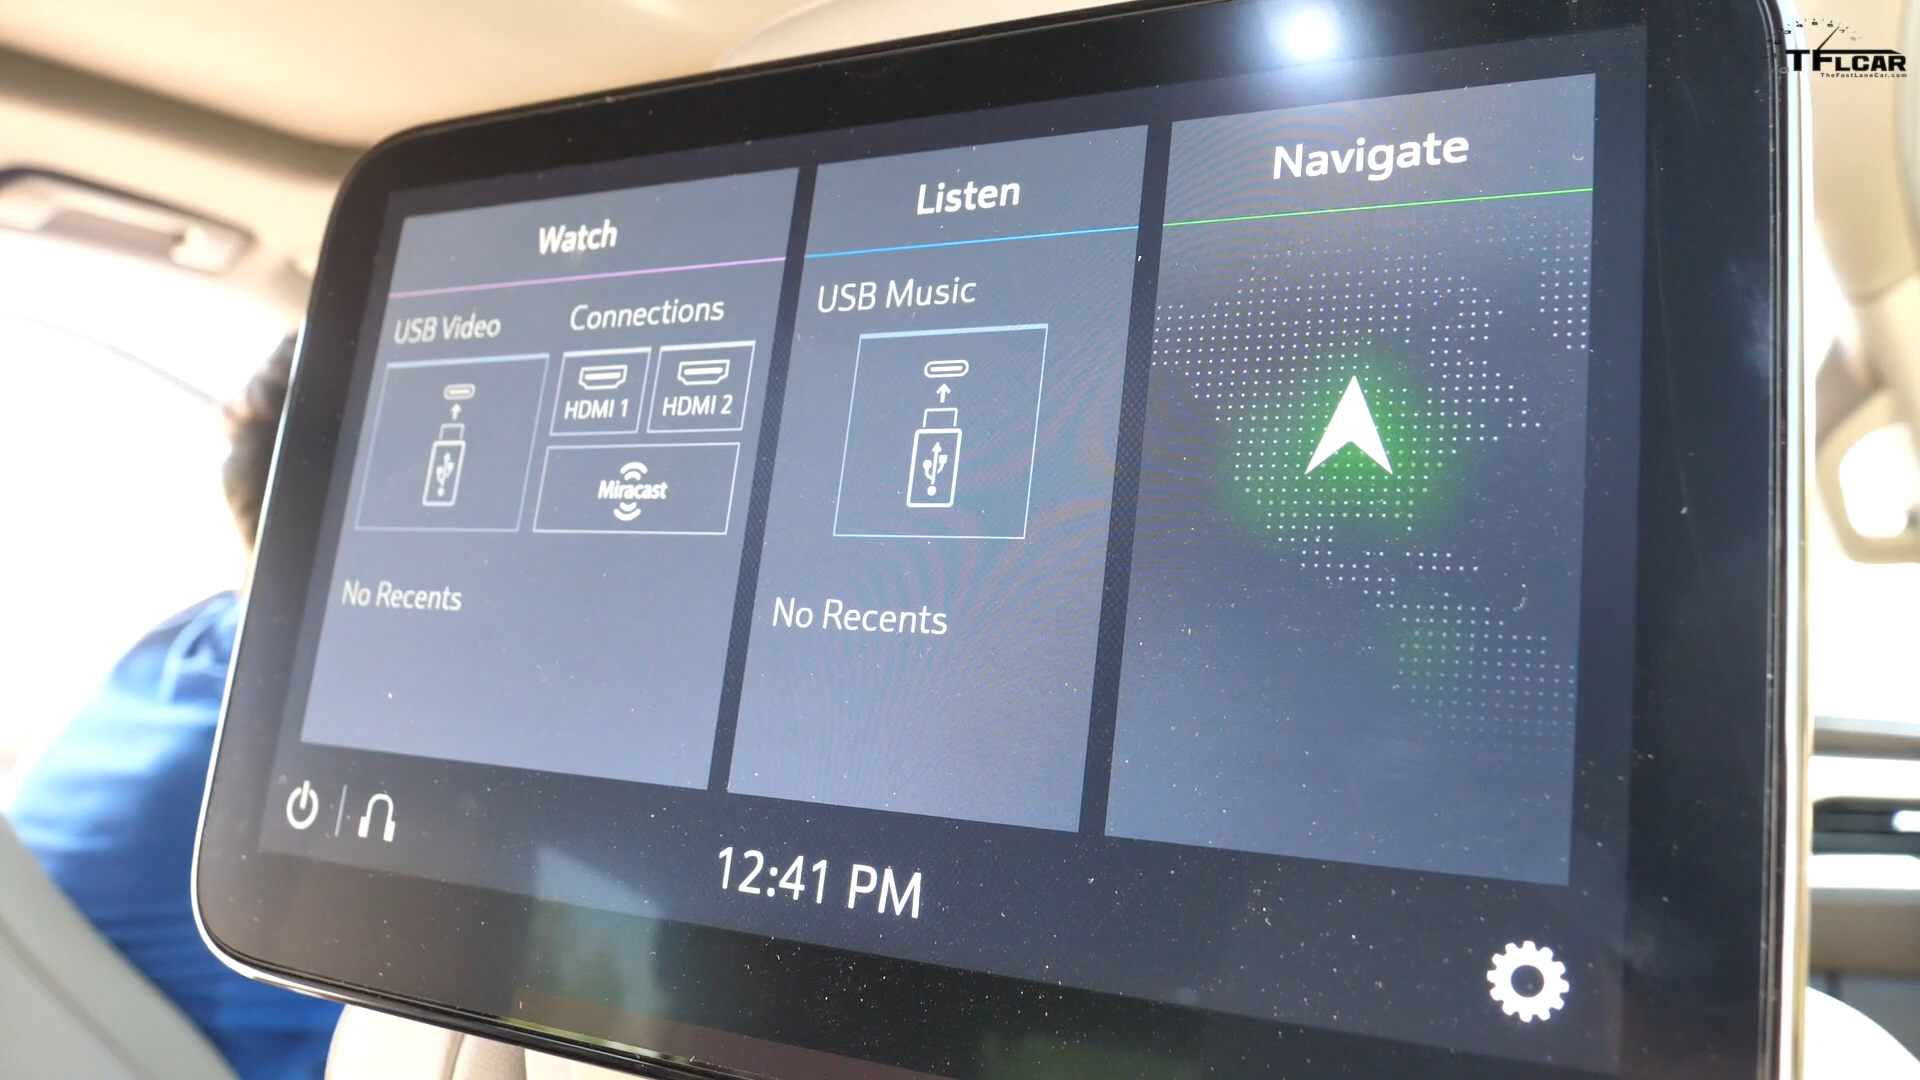 TFLCAR
TheFastLaneCar.com
Watch
USB Video
Connections
HDMI 1
HDMI 2
Miracast
No Recents
Listen
USB Music
No Recents
Navigate
12:41 PM